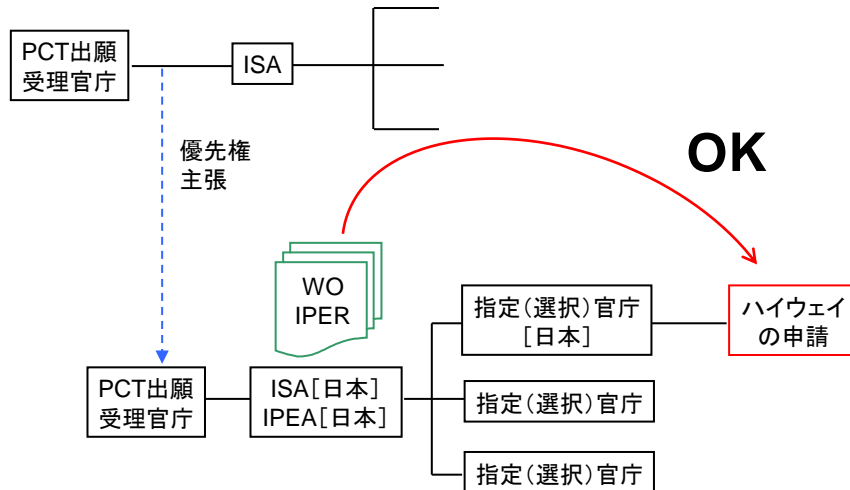 PCT出願
受理官庁
ISA
優先権
主張
OK
WO
IPER
指定（選択）官庁
［日本］
ハイウェイ
の申請
PCT出願
受理官庁
ISA［日本］
IPEA［日本］
指定（選択）官庁
指定（選択）官庁